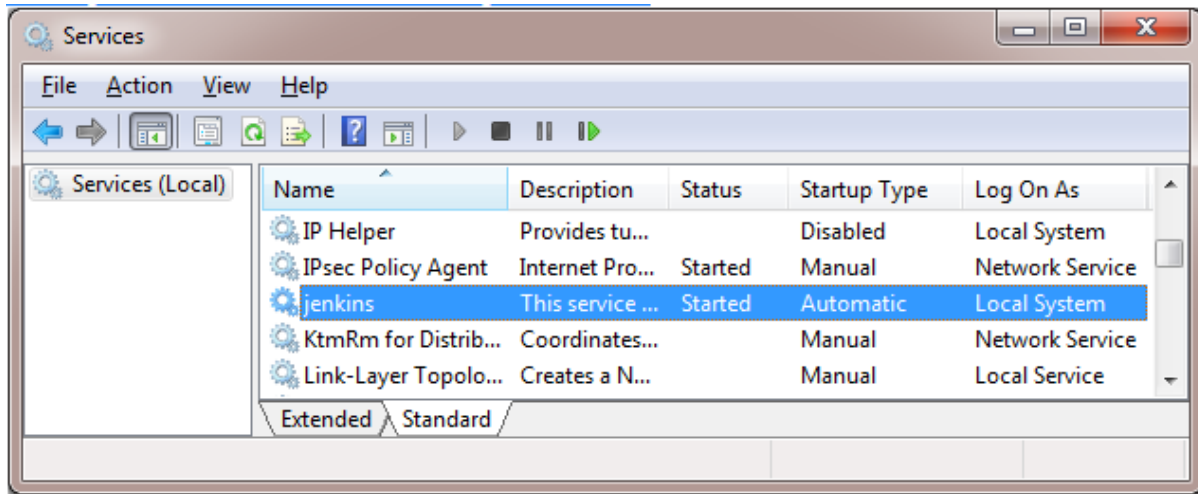 Services
File Action View Help
Services (Local)
Name Description Status Startup Type Log On As
IP Helper Provides tu... Disabled Local System
IPsec Policy Agent Internet Pro... Started Manual Network Service
jenkins This service ... Started Automatic Local System
KtmRm for Distrib... Coordinates... Manual Network Service
Link-Layer Topolo... Creates a N... Manual Local Service
Extended Standard